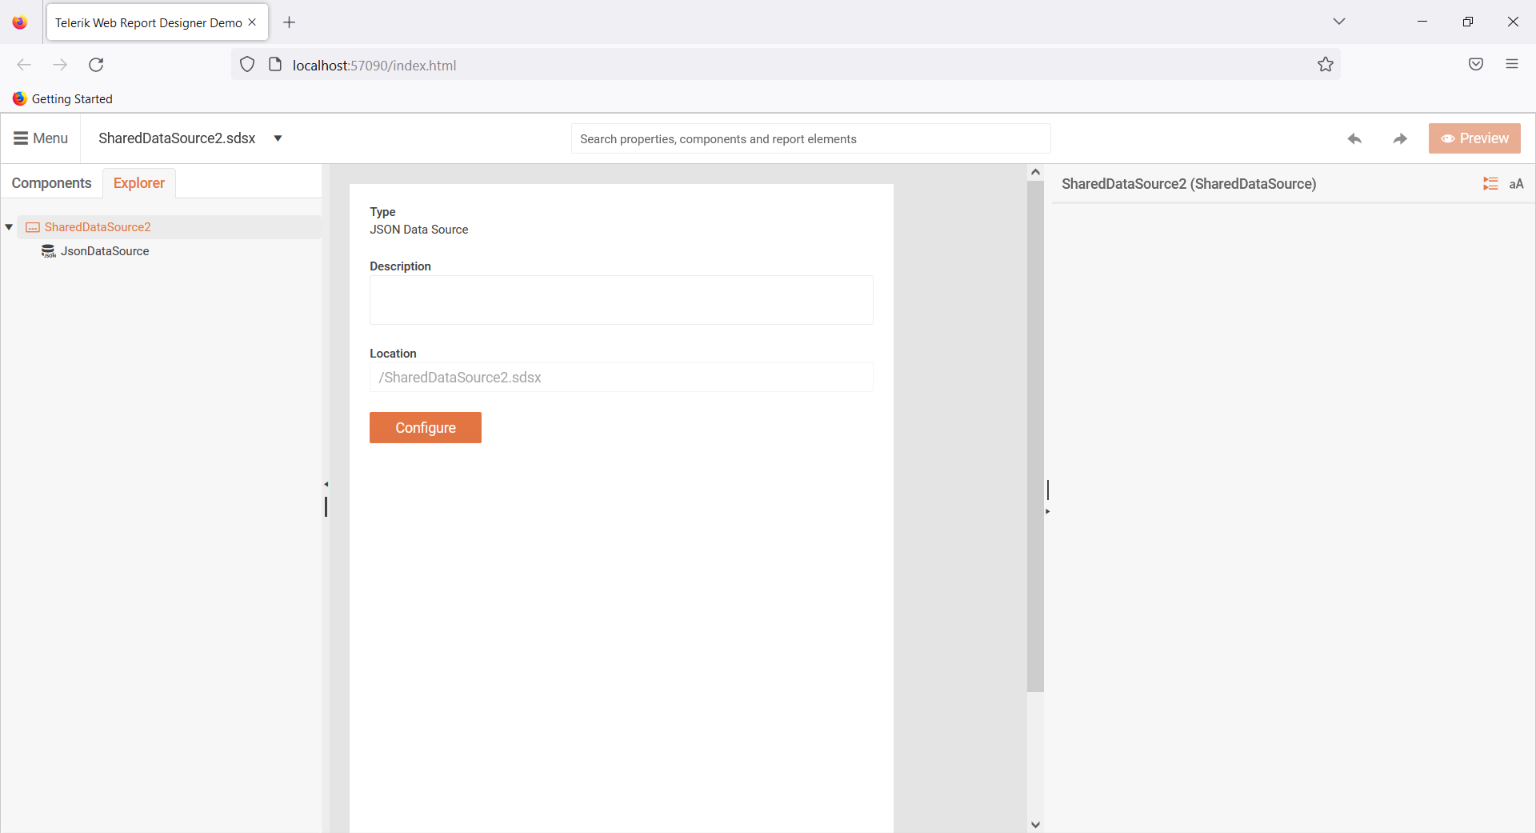 Telerik Web Report Designer Demo
localhost:57090/index.html
Getting Started
Menu
SharedDataSource2.sdsx
Search properties, components and report elements
Preview
Components
Explorer
SharedDataSource2 (SharedDataSource)
aA
SharedDataSource2
JsonDataSource
Type
JSON Data Source
Description
Location
/SharedDataSource2.sdsx
Configure